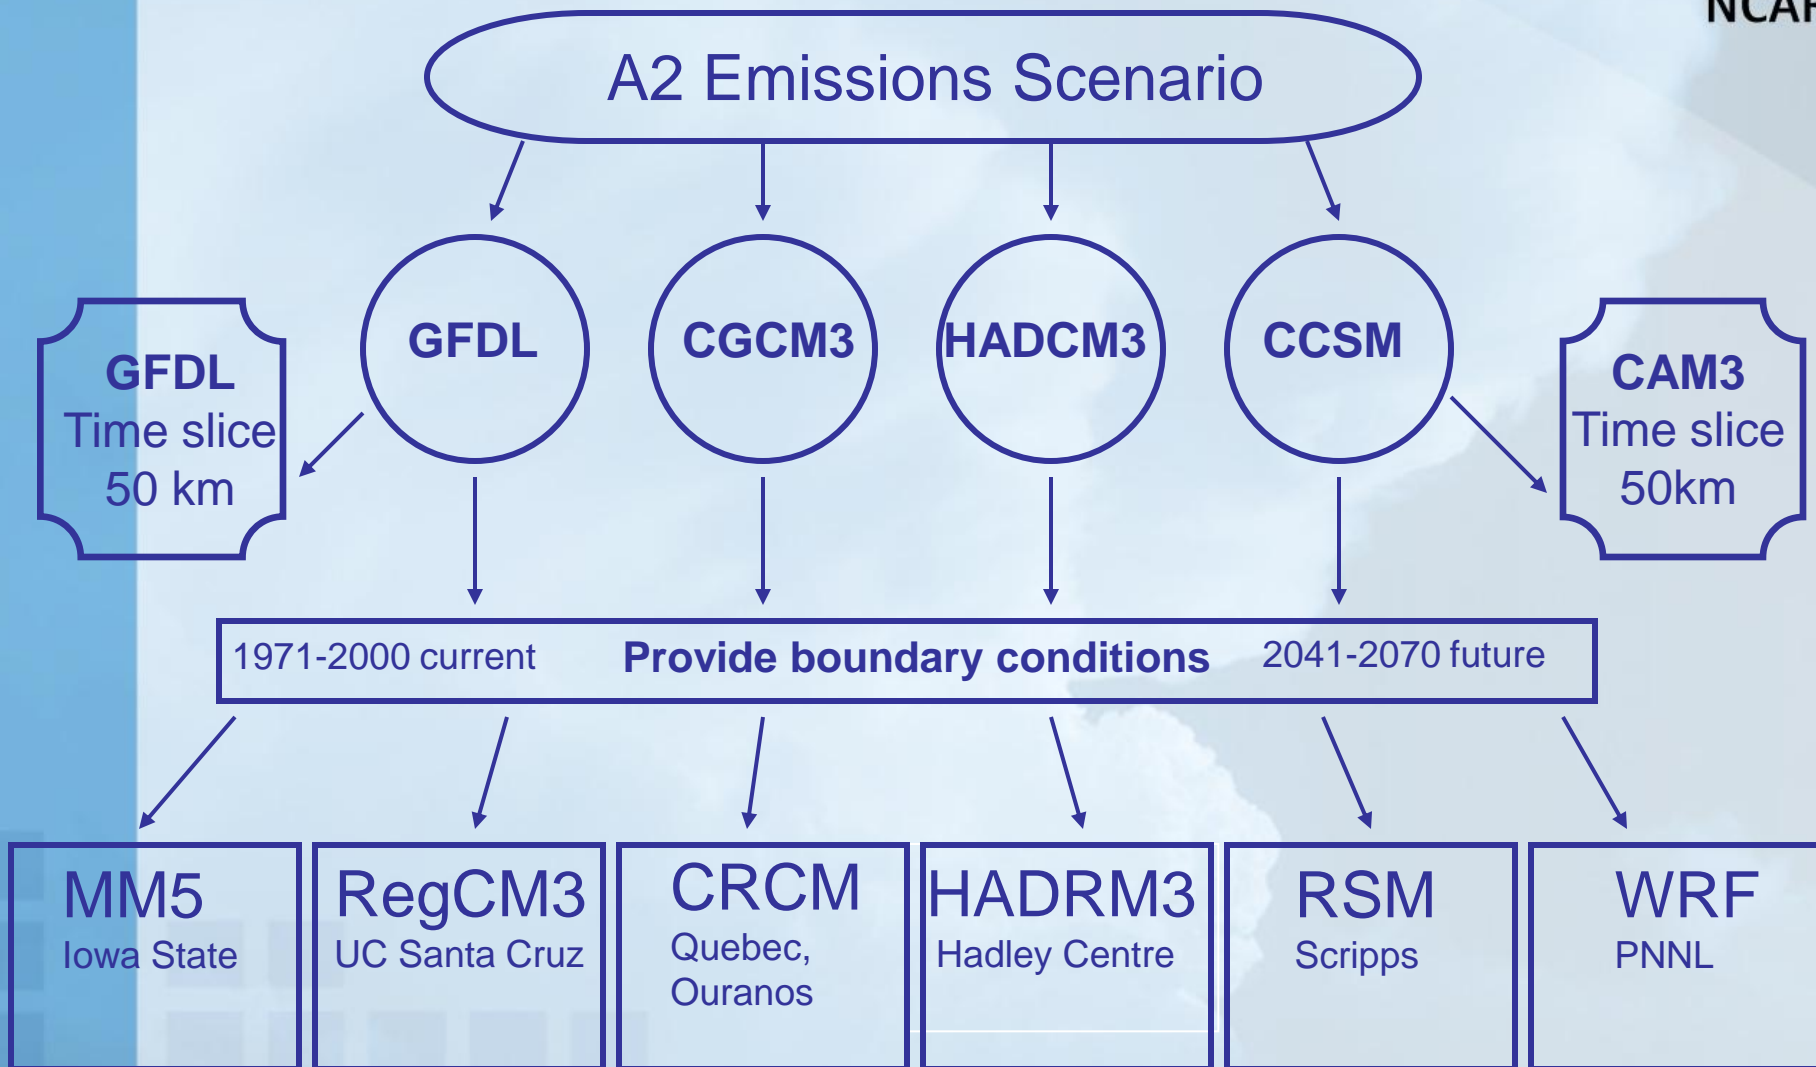 A2 Emissions Scenario
GFDL
CGCM3
HADCM3
CCSM
GFDL
Time slice
50 km
CAM3
Time slice
50km
1971-2000 current
Provide boundary conditions
2041-2070 future
MM5
Iowa State
RegCM3
UC Santa Cruz
CRCM
Quebec,
Ouranos
HADRM3
Hadley Centre
RSM
Scripps
WRF
PNNL